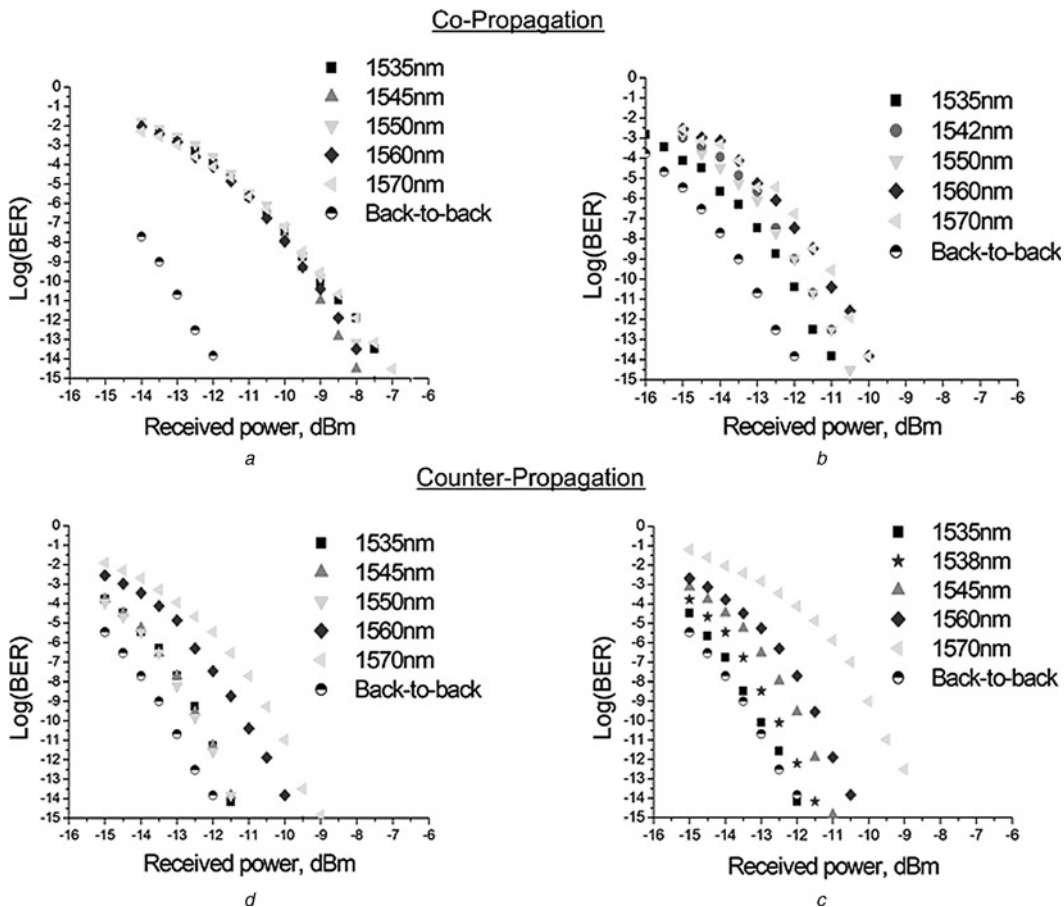 Co-Propagation
1535nm
1545nm
1550nm
1560nm
1570nm
Back-to-back
Log(BER)
0
-1
-2
-3
-4
-5
-6
-7
-8
-9
-10
-11
-12
-13
-14
-15
-16 -15 -14 -13 -12 -11 -10 -9 -8 -7 -6
Received power, dBm
a
1535nm
1542nm
1550nm
1560nm
1570nm
Back-to-back
Log(BER)
0
-1
-2
-3
-4
-5
-6
-7
-8
-9
-10
-11
-12
-13
-14
-15
-16 -15 -14 -13 -12 -11 -10 -9 -8 -7 -6
Received power, dBm
b
Counter-Propagation
1535nm
1545nm
1550nm
1560nm
1570nm
Back-to-back
Log(BER)
0
-1
-2
-3
-4
-5
-6
-7
-8
-9
-10
-11
-12
-13
-14
-15
-16 -15 -14 -13 -12 -11 -10 -9 -8 -7 -6
Received power, dBm
d
1535nm
1538nm
1545nm
1560nm
1570nm
Back-to-back
Log(BER)
0
-1
-2
-3
-4
-5
-6
-7
-8
-9
-10
-11
-12
-13
-14
-15
-16 -15 -14 -13 -12 -11 -10 -9 -8 -7 -6
Received power, dBm
c